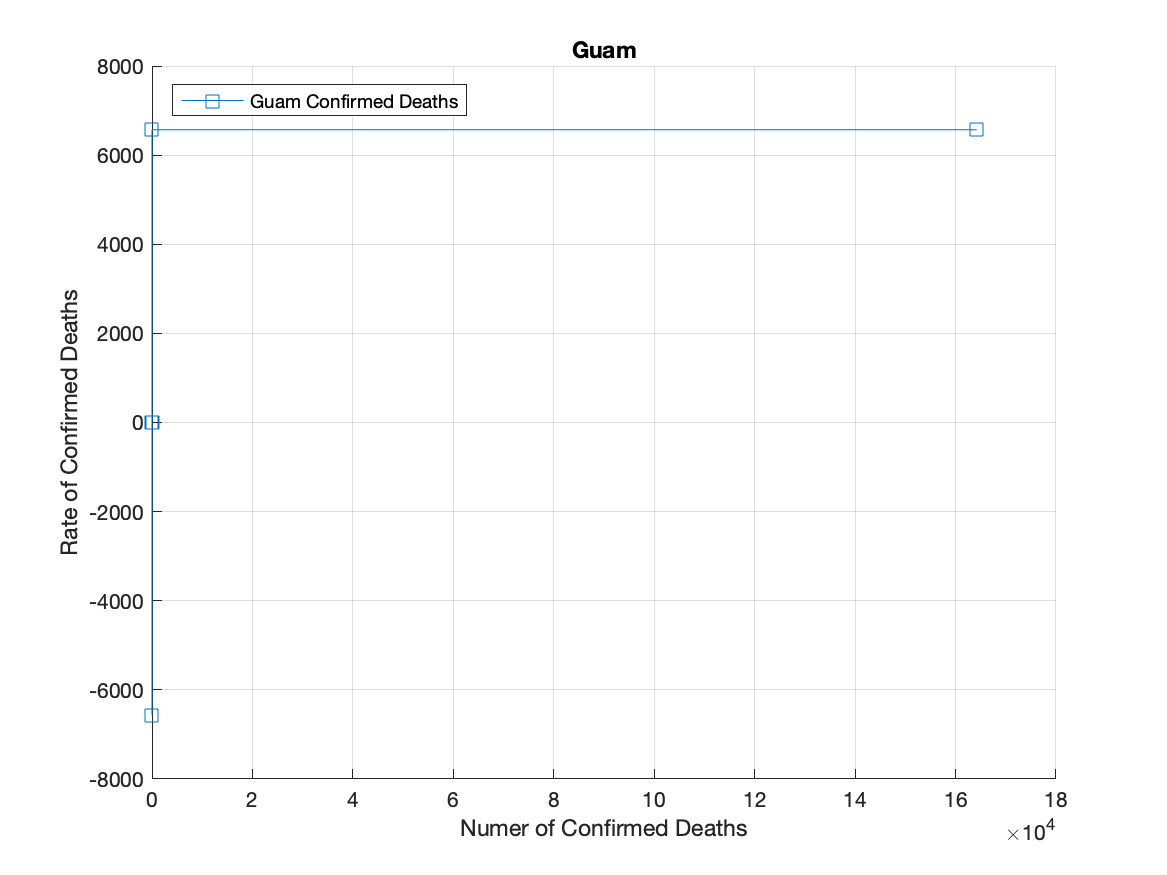 Guam
8000
Guam Confirmed Deaths
6000
4000
2000
0
-2000
-4000
-6000
-8000
Rate of Confirmed Deaths
0 2 4 6 8 10 12 14 16 18
Numer of Confirmed Deaths
×10^4